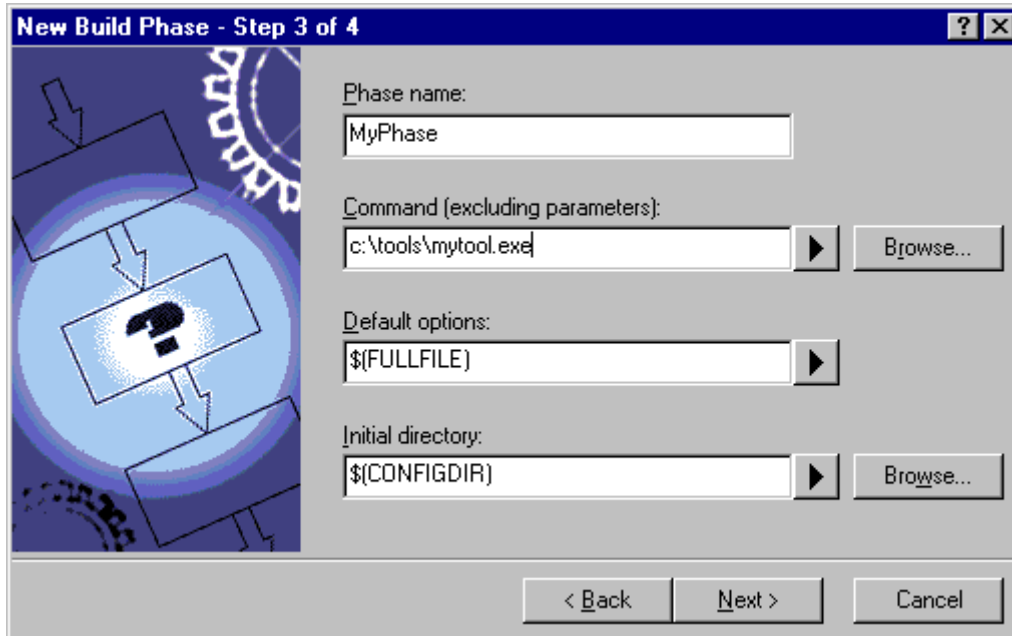 New Build Phase - Step 3 of 4
Phase name:
MyPhase
Command (excluding parameters):
c:\tools\mytool.exe
Browse...
Default options:
$(FULLFILE)
Initial directory:
$(CONFIGDIR)
Browse...
< Back Next > Cancel